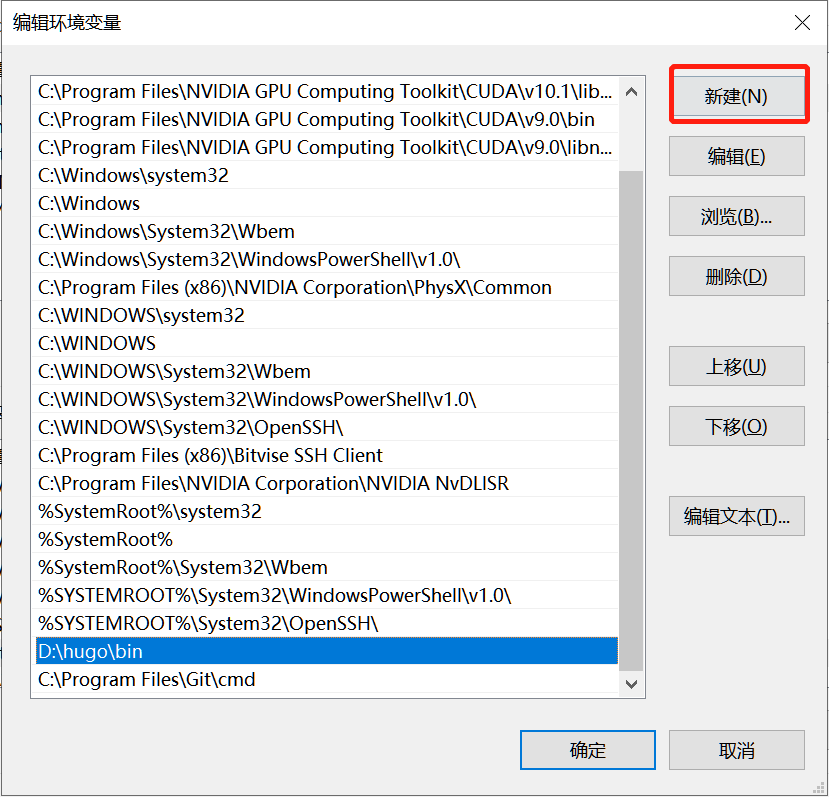 编辑环境变量
C:\Program Files\NVIDIA GPU Computing Toolkit\CUDA\v10.1\lib...
C:\Program Files\NVIDIA GPU Computing Toolkit\CUDA\v9.0\bin
C:\Program Files\NVIDIA GPU Computing Toolkit\CUDA\v9.0\libn...
C:\Windows\system32
C:\Windows
C:\Windows\System32\Wbem
C:\Windows\System32\WindowsPowerShell\v1.0\
C:\Program Files (x86)\NVIDIA Corporation\PhysX\Common
C:\WINDOWS\system32
C:\WINDOWS
C:\WINDOWS\System32\Wbem
C:\WINDOWS\System32\WindowsPowerShell\v1.0\
C:\WINDOWS\System32\OpenSSH\
C:\Program Files (x86)\Bitvise SSH Client
C:\Program Files\NVIDIA Corporation\NVIDIA NvDLISR
%SystemRoot%\system32
%SystemRoot%
%SystemRoot%\System32\Wbem
%SYSTEMROOT%\System32\WindowsPowerShell\v1.0\
%SYSTEMROOT%\System32\OpenSSH\
D:\hugo\bin
C:\Program Files\Git\cmd
新建(N)
编辑(E)
浏览(B)...
删除(D)
上移(U)
下移(O)
编辑文本(T)...
确定
取消